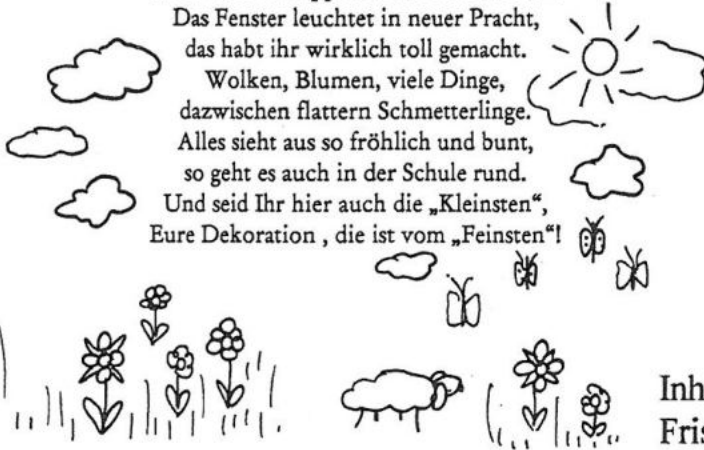 Das Fenster leuchtet in neuer Pracht,
das habt ihr wirklich toll gemacht.
Wolken, Blumen, viele Dinge,
dazwischen flattern Schmetterlinge.
Alles sieht aus so fröhlich und bunt,
so geht es auch in der Schule rund.
Und seid Ihr hier auch die „Kleinsten“,
Eure Dekoration , die ist vom „Feinsten“!
Inh
Fris